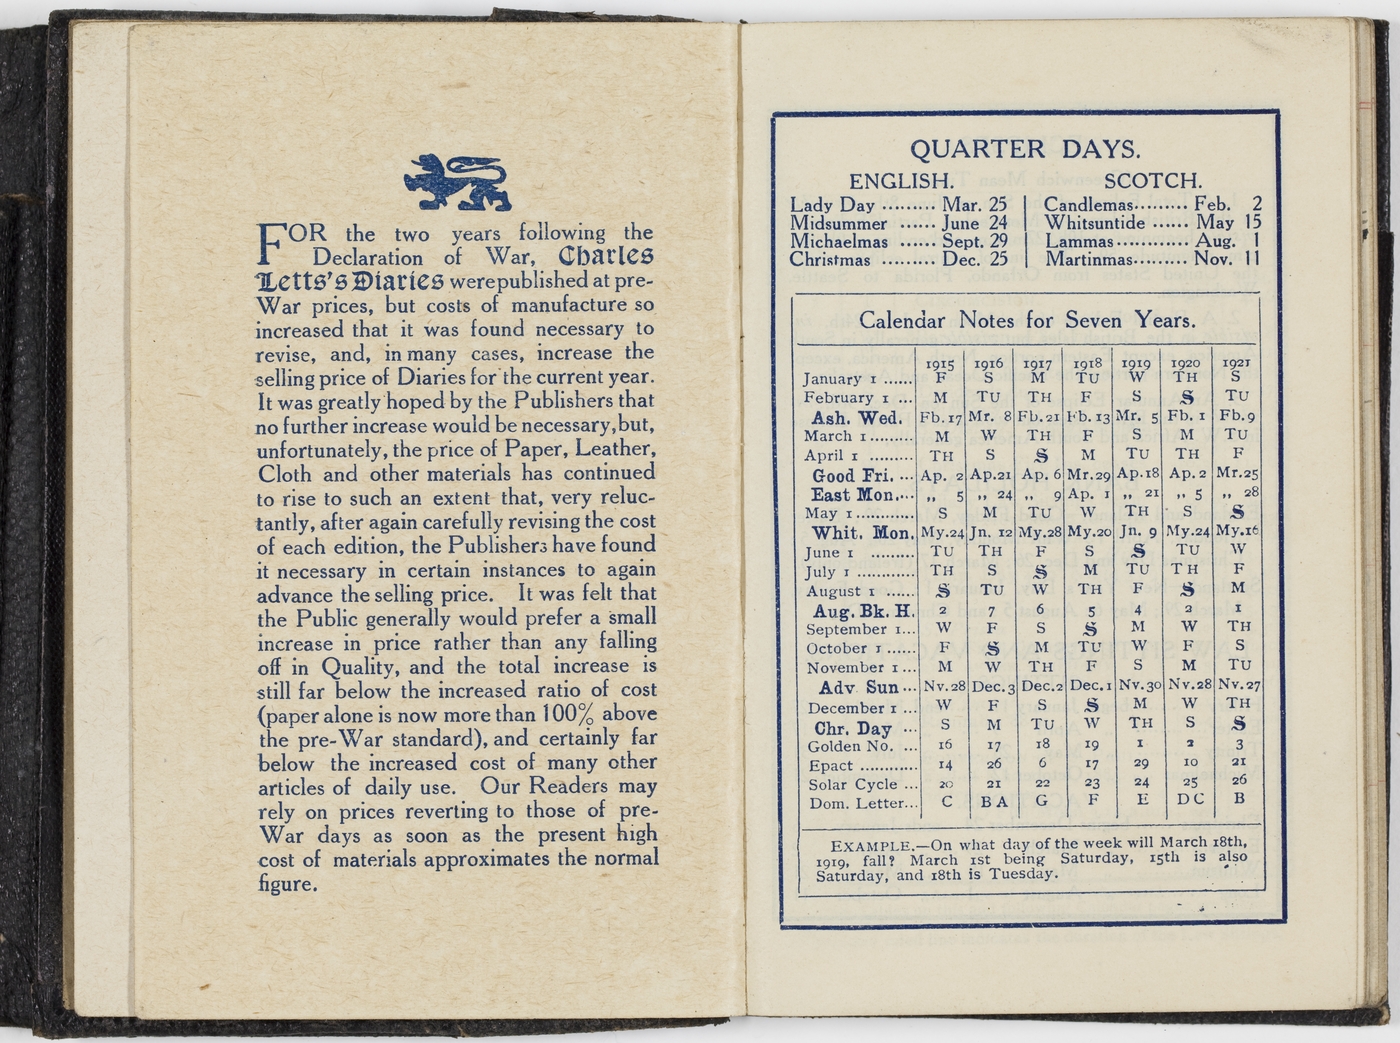 FOR the two years following the
Declaration of War, Charles
Letts's Diaries were published at pre-
War prices, but costs of manufacture so
increased that it was found necessary to
revise, and, in many cases, increase the
selling price of Diaries for the current year.
It was greatly hoped by the Publishers that
no further increase would be necessary, but,
unfortunately, the price of Paper, Leather,
Cloth and other materials has continued
to rise to such an extent that, very reluc-
tantly, after again carefully revising the cost
of each edition, the Publishers have found
it necessary in certain instances to again
advance the selling price. It was felt that
the Public generally would prefer a small
increase in price rather than any falling
off in Quality, and the total increase is
still far below the increased ratio of cost
(paper alone is now more than 100% above
the pre-War standard), and certainly far
below the increased cost of many other
articles of daily use. Our Readers may
rely on prices reverting to those of pre-
War days as soon as the present high
cost of materials approximates the normal
figure.
QUARTER DAYS.
ENGLISH. SCOTCH.
Lady Day ......... Mar. 25 | Candlemas......... Feb. 2
Midsummer ...... June 24 | Whitsuntide ...... May 15
Michaelmas ...... Sept. 29 | Lammas............ Aug. 1
Christmas ......... Dec. 25 | Martinmas......... Nov. 11
Calendar Notes for Seven Years.
1915 1916 1917 1918 1919 1920 1921
January 1 ...... F S M TU W TH S
February 1 ... M TU TH F S S TU
Ash. Wed. Fb.17 Mr. 8 Fb.21 Fb.13 Mr. 5 Fb. 1 Fb.9
March 1......... M W TH F S M TU
April 1 ......... TH S S M TU TH F
Good Fri. ... Ap. 2 Ap.21 Ap. 6 Mr.29 Ap.18 Ap. 2 Mr.25
East Mon.... „ 5 „ 24 „ 9 Ap. 1 „ 21 „ 5 „ 28
May 1............ S M TU W TH S S
Whit. Mon. My.24 Jn. 12 My.28 My.20 Jn. 9 My.24 My.16
June 1 ......... TU TH F S S TU W
July 1 ............ TH S S M TU TH F
August 1 ...... S TU W TH F S M
Aug. Bk. H. 2 7 6 5 4 2 1
September 1... W F S S M W TH
October 1 ...... F S M TU W F S
November 1 ... M W TH F S M TU
Adv Sun ... Nv.28 Dec.3 Dec.2 Dec.1 Nv.30 Nv.28 Nv.27
December 1 ... W F S S M W TH
Chr. Day ... S M TU W TH S S
Golden No. ... 16 17 18 19 1 2 3
Epact ............ 14 26 6 17 29 10 21
Solar Cycle ... 20 21 22 23 24 25 26
Dom. Letter... C B A G F E D C B
EXAMPLE.—On what day of the week will March 18th,
1919, fall? March 1st being Saturday, 15th is also
Saturday, and 18th is Tuesday.